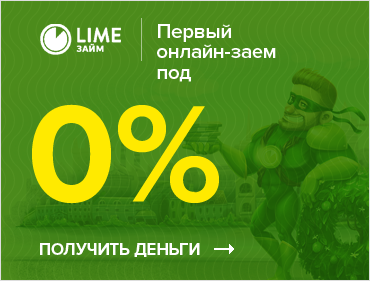 LIME
ЗАЙМ
Первый
онлайн-заем
под
0%
ПОЛУЧИТЬ ДЕНЬГИ →